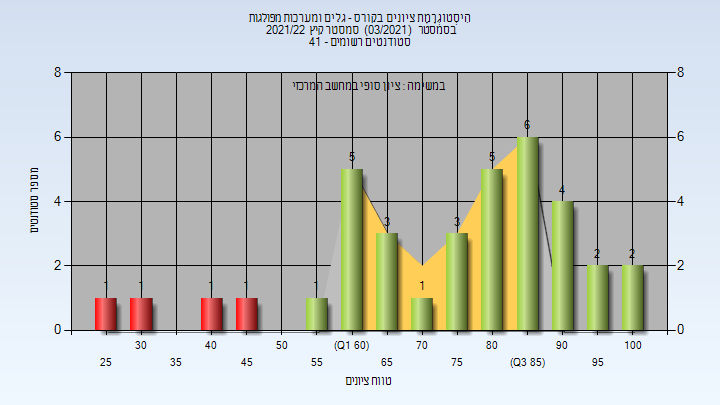 היסטוגרמת ציונים בקורס - גלים ומערכות מפולגות
בסמסטר (03/2021) סמסטר קיץ 2021/22
סטודנטים רשומים - 41
במשימה : ציון סופי במחשב המרכזי
8 8
6 6
4 4
2 2
0 0
מספר סטודנטים
1 1 1 1 1 5 3 1 3 5 6 4 2 2
30 40 50 (Q1 60) 70 80 90 100
25 35 45 55 65 75 (Q3 85) 95
טווח ציונים